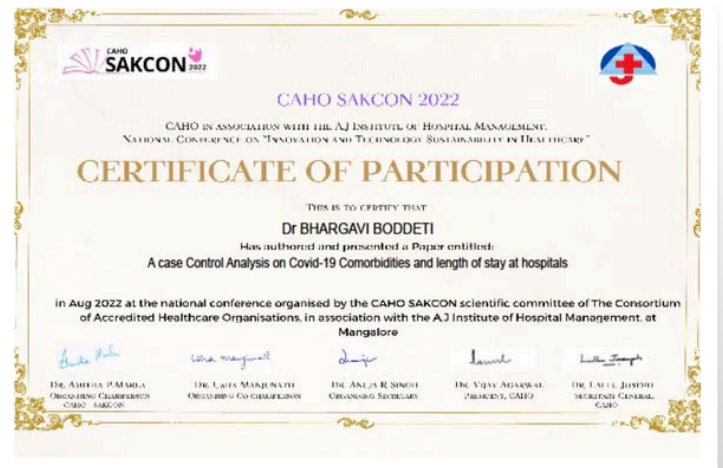 CAHO
SAKCON 2022
CAHO SAKCON 2022
CAHO IN ASSOCIATION WITH THE A.J INSTITUTE OF HOSPITAL MANAGEMENT,
NATIONAL CONFERENCE ON "INNOVATION AND TECHNOLOGY SUSTAINABILITY IN HEALTHCARE"
CERTIFICATE OF PARTICIPATION
THIS IS TO CERTIFY THAT
Dr BHARGAVI BODDETI
Has authored and presented a Paper entitled:
A case Control Analysis on Covid-19 Comorbidities and length of stay at hospitals
in Aug 2022 at the national conference organised by the CAHO SAKCON scientific committee of The Consortium
of Accredited Healthcare Organisations, in association with the A.J Institute of Hospital Management, at
Mangalore
DR. P.MARLA DR. MANJUNATH DR. R SINGH DR. VIJAY AGARWAL DR. LALLU JOSEPH
ORGANISING CHAIRPERSON ORGANISING CO CHAIRPERSON ORGANISING SECRETARY PRESIDENT, CAHO SECRETARY GENERAL,
CAHO SAKCON CAHO